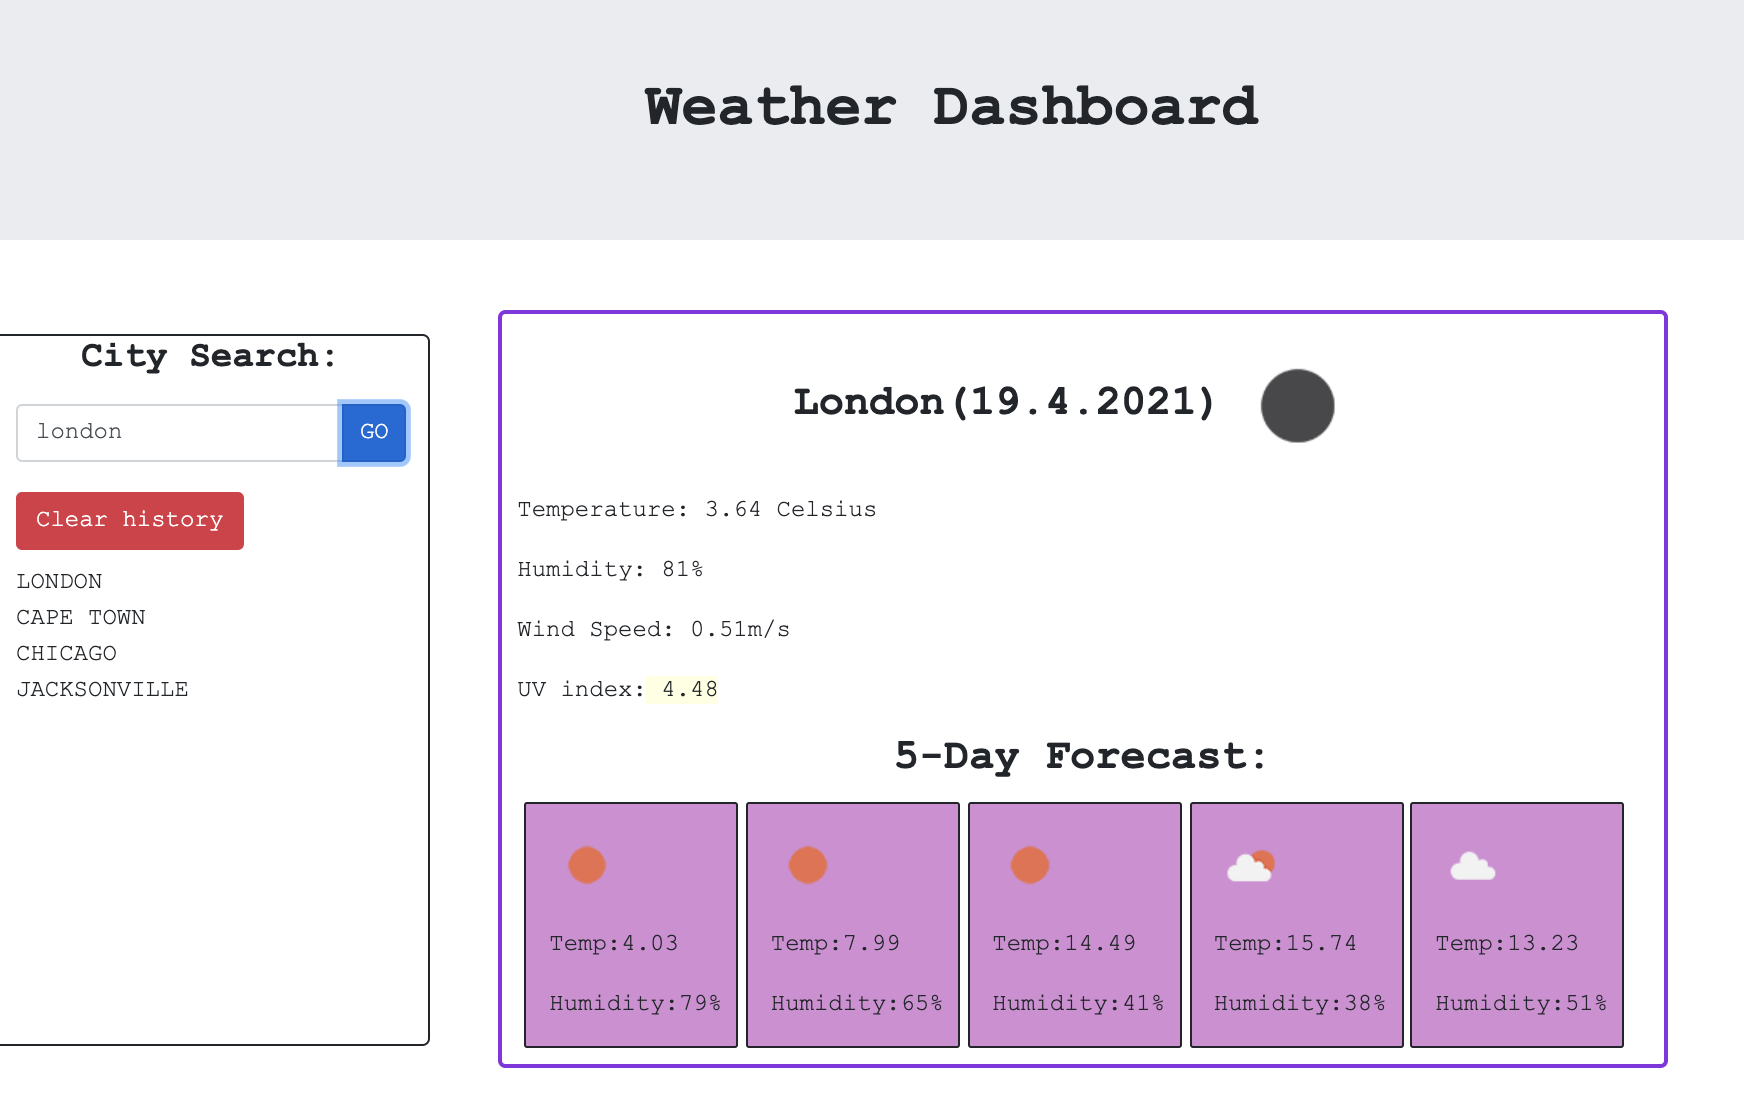 Weather Dashboard
City Search:
london
GO
Clear history
LONDON
CAPE TOWN
CHICAGO
JACKSONVILLE
London(19.4.2021)
Temperature: 3.64 Celsius
Humidity: 81%
Wind Speed: 0.51m/s
UV index: 4.48
5-Day Forecast:
Temp:4.03
Humidity:79%
Temp:7.99
Humidity:65%
Temp:14.49
Humidity:41%
Temp:15.74
Humidity:38%
Temp:13.23
Humidity:51%